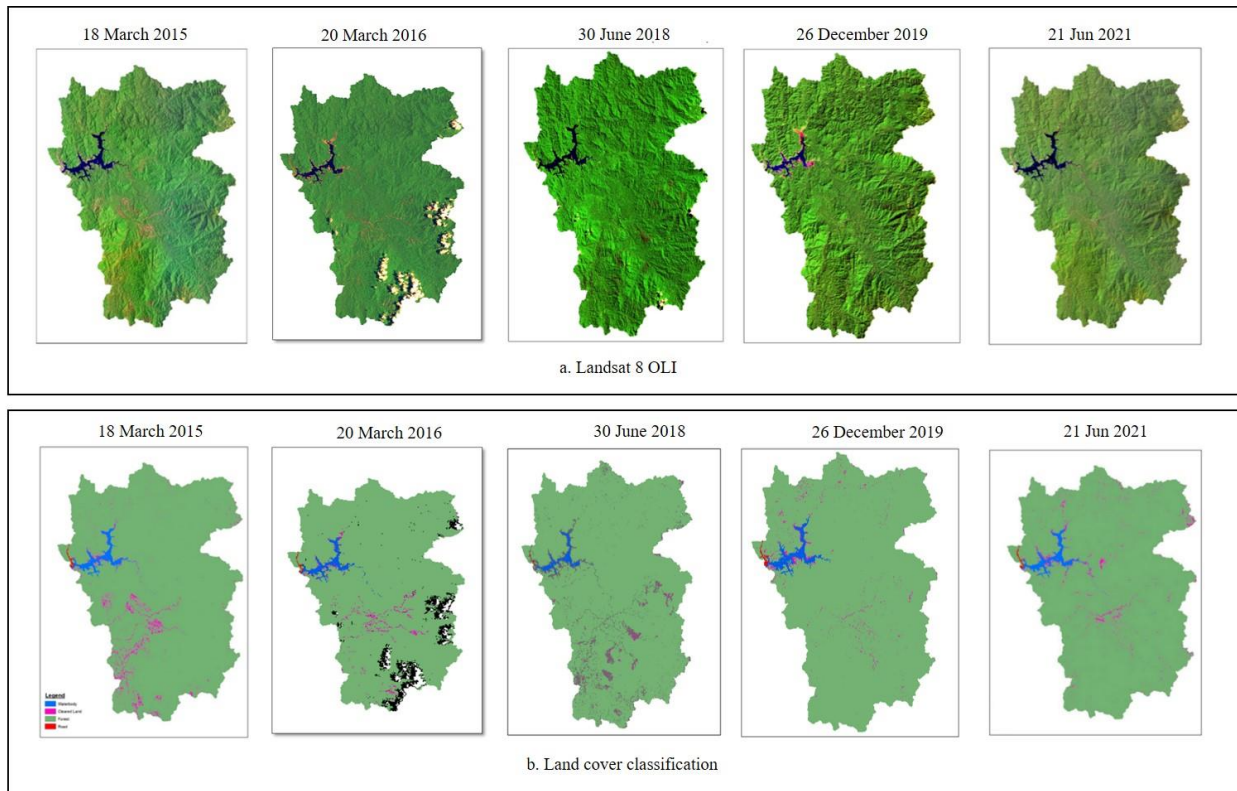 18 March 2015
20 March 2016
30 June 2018
26 December 2019
21 Jun 2021
a. Landsat 8 OLI
18 March 2015
20 March 2016
30 June 2018
26 December 2019
21 Jun 2021
Legend
Waterbody
Cleared Land
Forest
Road
b. Land cover classification